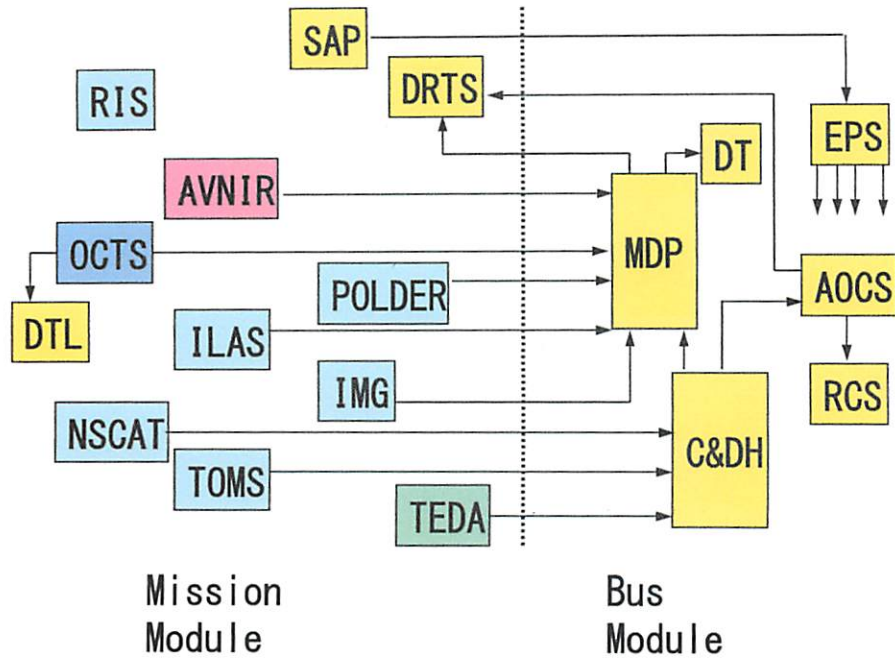 SAP
RIS
DRTS
EPS
DT
AVNIR
OCTS
MDP
POLDER
AOCS
DTL
ILAS
IMG
RCS
NSCAT
C&DH
TOMS
TEDA
Mission
Module
Bus
Module